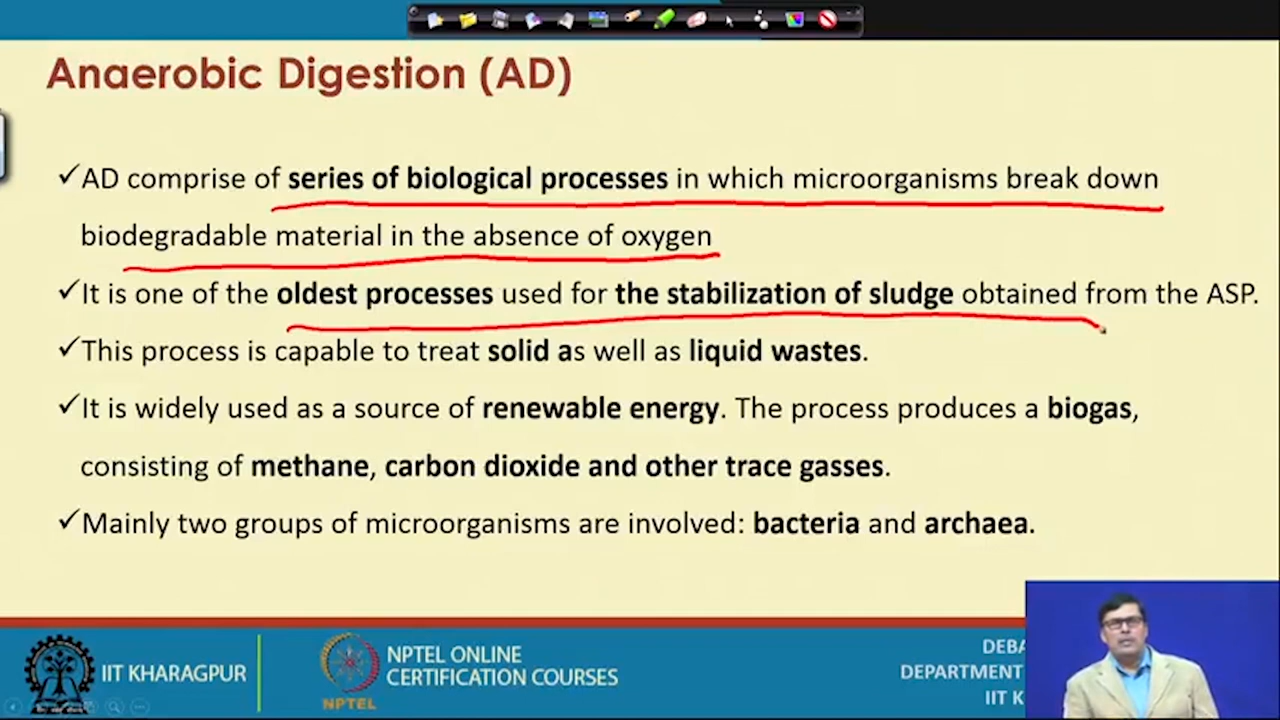 Anaerobic Digestion (AD)
✓AD comprise of series of biological processes in which microorganisms break down
biodegradable material in the absence of oxygen
✓It is one of the oldest processes used for the stabilization of sludge obtained from the ASP.
✓This process is capable to treat solid as well as liquid wastes.
✓It is widely used as a source of renewable energy. The process produces a biogas,
consisting of methane, carbon dioxide and other trace gasses.
✓Mainly two groups of microorganisms are involved: bacteria and archaea.
IIT KHARAGPUR
NPTEL
NPTEL ONLINE
CERTIFICATION COURSES
DEBA
DEPARTMENT
IIT K